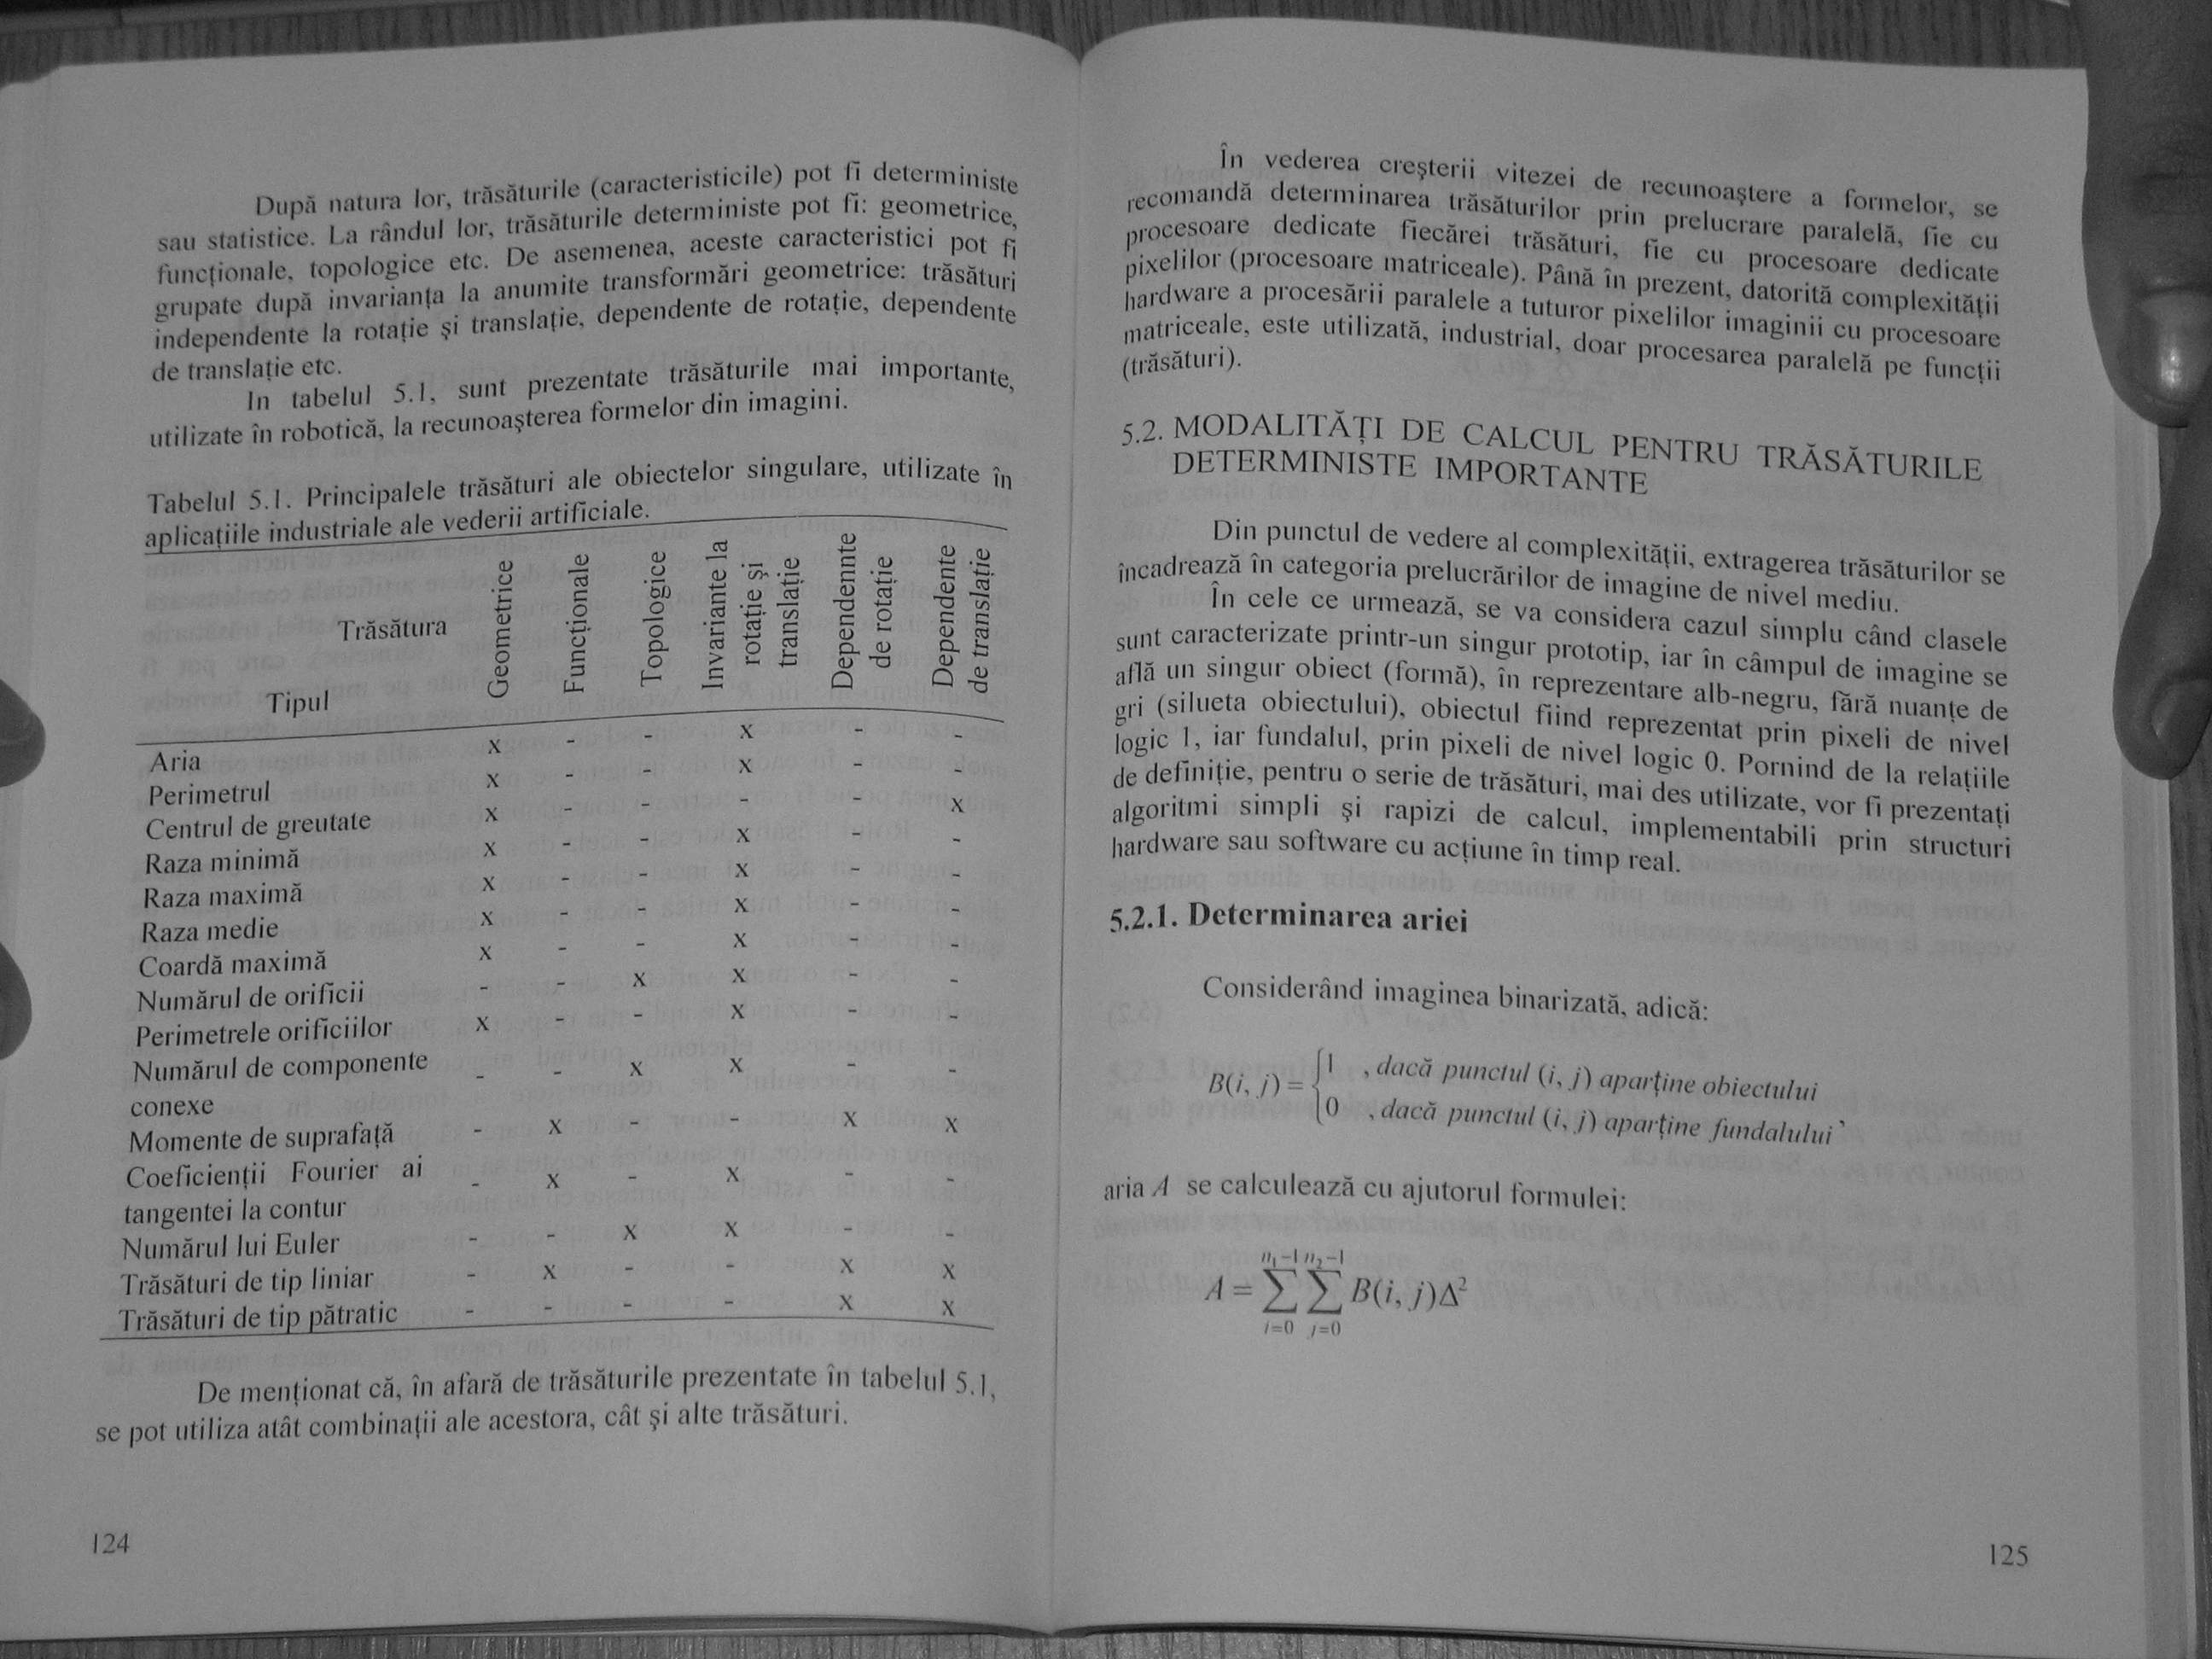 După natura lor, trăsăturile (caracteristicile) pot fi deterministe
sau statistice. La rândul lor, trăsăturile deterministe pot fi: geometrice,
funcţionale, topologice etc. De asemenea, aceste caracteristici pot fi
grupate după invarianţa la anumite transformări geometrice: trăsături
independente la rotaţie şi translaţie, dependente de rotaţie, dependente
de translaţie etc.
In tabelul 5.1, sunt prezentate trăsăturile mai importante,
utilizate în robotică, la recunoaşterea formelor din imagini.
Tabelul 5.1. Principalele trăsături ale obiectelor singulare, utilizate în
aplicaţiile industriale ale vederii artificiale.
Trăsătura
Tipul
Geometrice
Funcţionale
Topologice
Invariante la
rotaţie şi
translaţie
Dependennte
de rotaţie
Dependente
de translaţie
Aria x - - x - -
Perimetrul x - - x - -
Centrul de greutate x - - - - x
Raza minimă x - - x - -
Raza maximă x - - x - -
Raza medie x - - x - -
Coardă maximă x - - x - -
Numărul de orificii - - x x - -
Perimetrele orificiilor x - - x - -
Numărul de componente - - x x - -
conexe
Momente de suprafaţă - x - - x x
Coeficienţii Fourier ai - x - x - -
tangentei la contur
Numărul lui Euler - - x x - -
Trăsături de tip liniar - x - - x x
Trăsături de tip pătratic - - - - x x
De menţionat că, în afară de trăsăturile prezentate în tabelul 5.1,
se pot utiliza atât combinaţii ale acestora, cât şi alte trăsături.
124
În vederea creşterii vitezei de recunoaştere a formelor, se
recomandă determinarea trăsăturilor prin prelucrare paralelă, fie cu
procesoare dedicate fiecărei trăsături, fie cu procesoare dedicate
pixelilor (procesoare matriceale). Până în prezent, datorită complexităţii
hardware a procesării paralele a tuturor pixelilor imaginii cu procesoare
matriceale, este utilizată, industrial, doar procesarea paralelă pe funcţii
(trăsături).
5.2. MODALITĂŢI DE CALCUL PENTRU TRĂSĂTURILE
DETERMINISTE IMPORTANTE
Din punctul de vedere al complexităţii, extragerea trăsăturilor se
încadrează în categoria prelucrărilor de imagine de nivel mediu.
În cele ce urmează, se va considera cazul simplu când clasele
sunt caracterizate printr-un singur prototip, iar în câmpul de imagine se
află un singur obiect (formă), în reprezentare alb-negru, fără nuanţe de
gri (silueta obiectului), obiectul fiind reprezentat prin pixeli de nivel
logic 1, iar fundalul, prin pixeli de nivel logic 0. Pornind de la relaţiile
de definiţie, pentru o serie de trăsături, mai des utilizate, vor fi prezentaţi
algoritmi simpli şi rapizi de calcul, implementabili prin structuri
hardware sau software cu acţiune în timp real.
5.2.1. Determinarea ariei
Considerând imaginea binarizată, adică:
B(i, j) = {1 , dacă punctul (i, j) aparţine obiectului
{0 , dacă punctul (i, j) aparţine fundalului ,
aria A se calculează cu ajutorul formulei:
n₁−1 n₂−1
A = ∑ ∑ B(i, j)Δ²
i=0 j=0
125